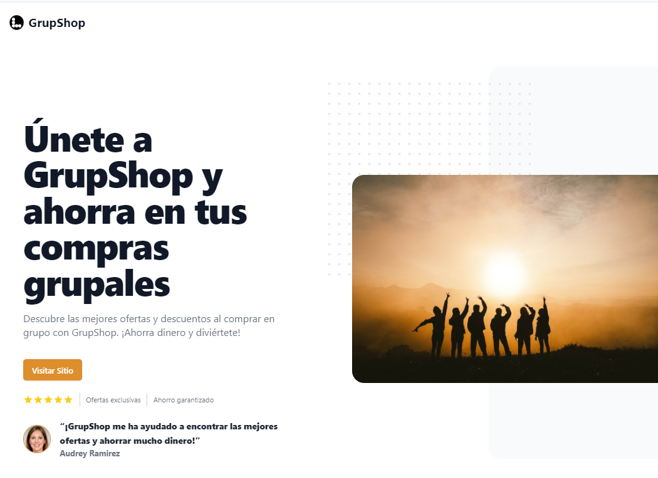 GrupShop
Únete a
GrupShop y
ahorra en tus
compras
grupales
Descubre las mejores ofertas y descuentos al comprar en
grupo con GrupShop. ¡Ahorra dinero y diviértete!
Visitar Sitio
Ofertas exclusivas
Ahorro garantizado
“¡GrupShop me ha ayudado a encontrar las mejores
ofertas y ahorrar mucho dinero!”
Audrey Ramirez